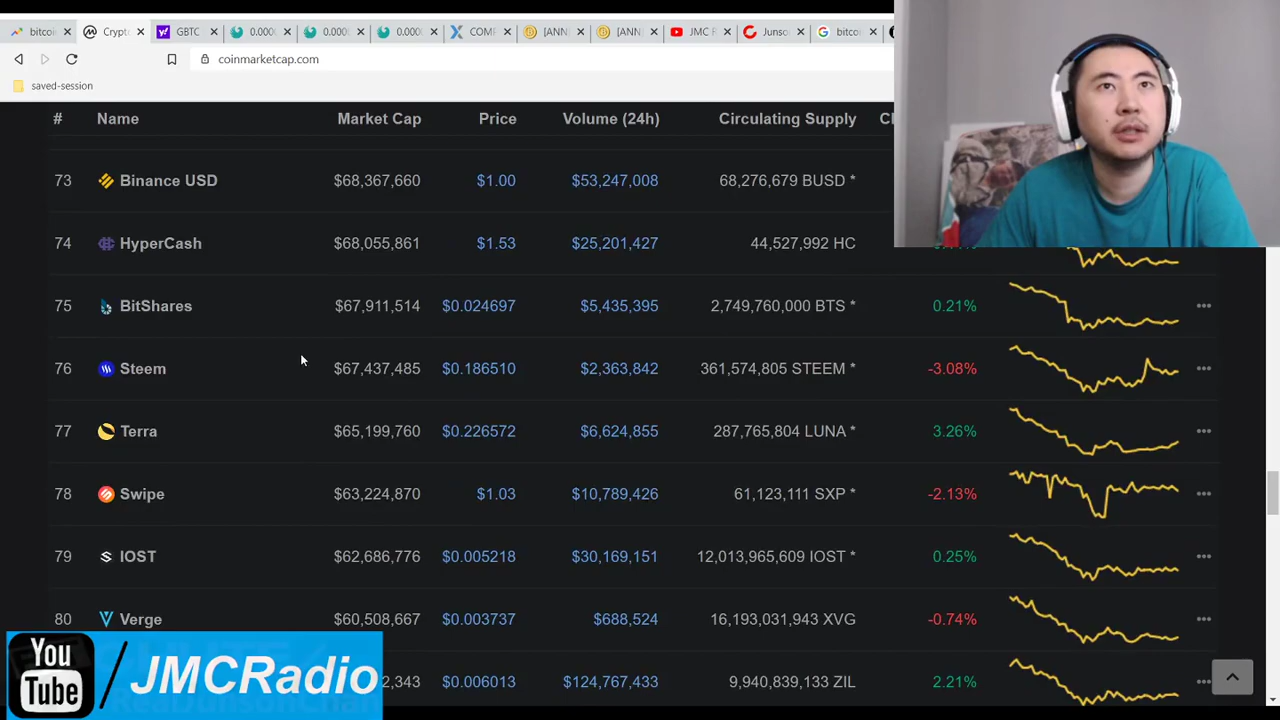 bitcoin
Crypto
GBTC
0.000
0.000
0.000
COMP
[ANN
[ANN
JMC R
Junso
bitco
coinmarketcap.com
saved-session
# Name Market Cap Price Volume (24h) Circulating Supply
73 Binance USD $68,367,660 $1.00 $53,247,008 68,276,679 BUSD *
74 HyperCash $68,055,861 $1.53 $25,201,427 44,527,992 HC
75 BitShares $67,911,514 $0.024697 $5,435,395 2,749,760,000 BTS * 0.21%
76 Steem $67,437,485 $0.186510 $2,363,842 361,574,805 STEEM * -3.08%
77 Terra $65,199,760 $0.226572 $6,624,855 287,765,804 LUNA * 3.26%
78 Swipe $63,224,870 $1.03 $10,789,426 61,123,111 SXP * -2.13%
79 IOST $62,686,776 $0.005218 $30,169,151 12,013,965,609 IOST * 0.25%
80 Verge $60,508,667 $0.003737 $688,524 16,193,031,943 XVG -0.74%
2,343 $0.006013 $124,767,433 9,940,839,133 ZIL 2.21%
You
Tube
/JMCRadio